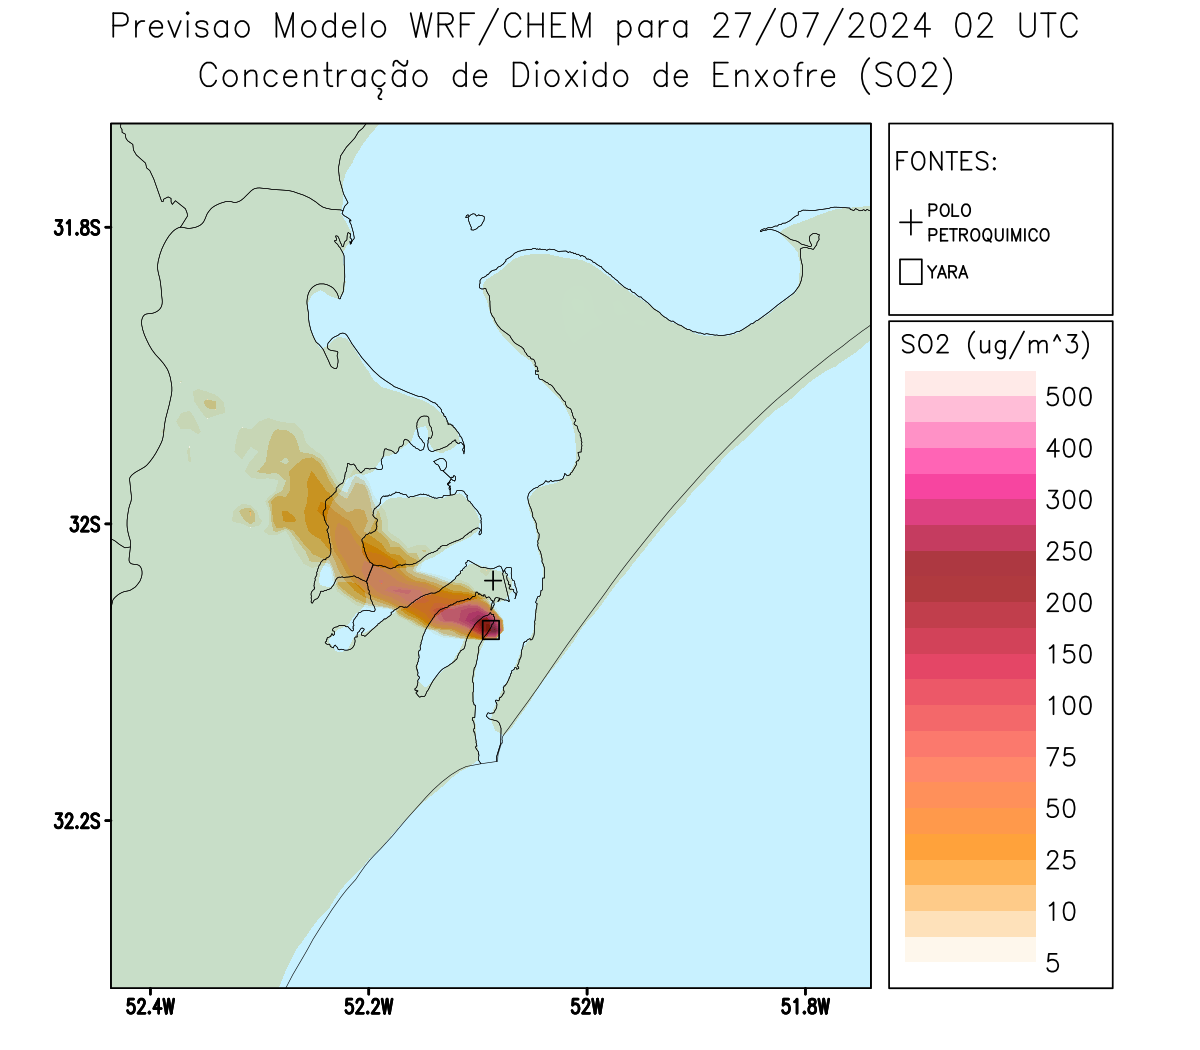 Previsao Modelo WRF/CHEM para 27/07/2024 02 UTC
Concentração de Dioxido de Enxofre (SO2)
FONTES:
POLO
PETROQUIMICO
YARA
SO2 (ug/m^3)
500
400
300
250
200
150
100
75
50
25
10
5
31.8S
32S
32.2S
52.4W
52.2W
52W
51.8W